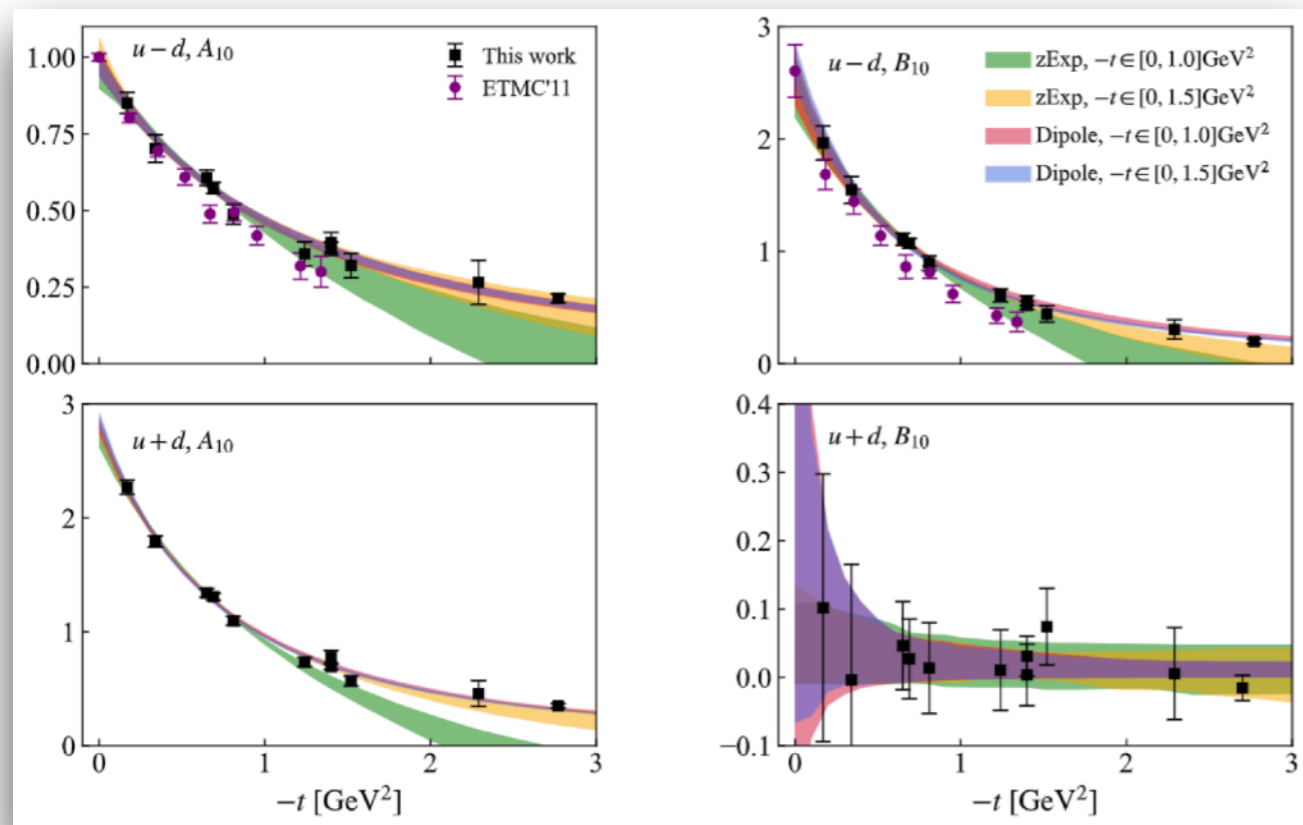 u − d, A₁₀
This work
ETMC'11
1.00
0.75
0.50
0.25
0.00
u − d, B₁₀
zExp, −t ∈ [0, 1.0]GeV²
zExp, −t ∈ [0, 1.5]GeV²
Dipole, −t ∈ [0, 1.0]GeV²
Dipole, −t ∈ [0, 1.5]GeV²
3
2
1
0
u + d, A₁₀
3
2
1
0
0 1 2 3
−t [GeV²]
u + d, B₁₀
0.4
0.3
0.2
0.1
0.0
−0.1
0 1 2 3
−t [GeV²]